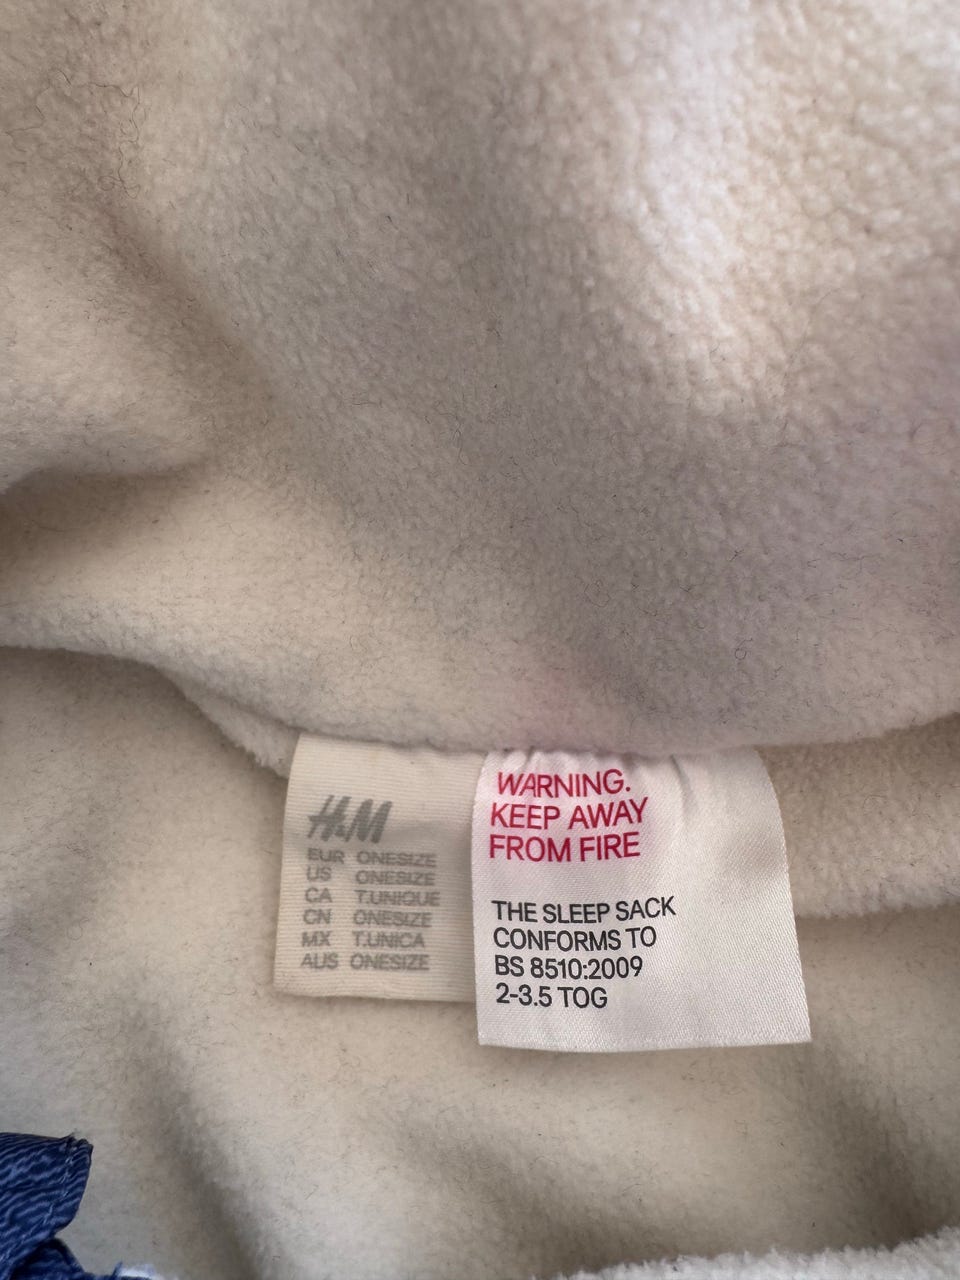 H&M
EUR ONESIZE
US ONESIZE
CA T.UNIQUE
CN ONESIZE
MX T.UNICA
AUS ONESIZE
WARNING.
KEEP AWAY
FROM FIRE
THE SLEEP SACK
CONFORMS TO
BS 8510:2009
2-3.5 TOG